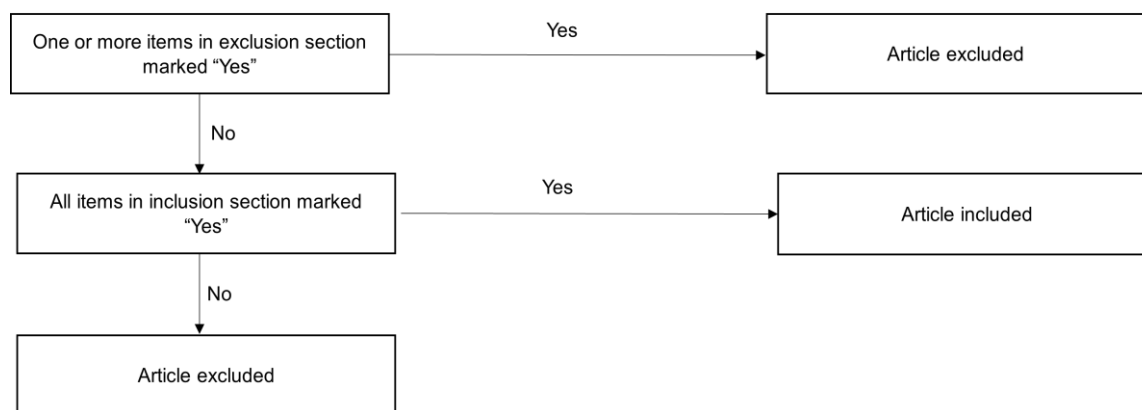 One or more items in exclusion section
marked “Yes”
Yes
Article excluded
No
All items in inclusion section marked
“Yes”
Yes
Article included
No
Article excluded